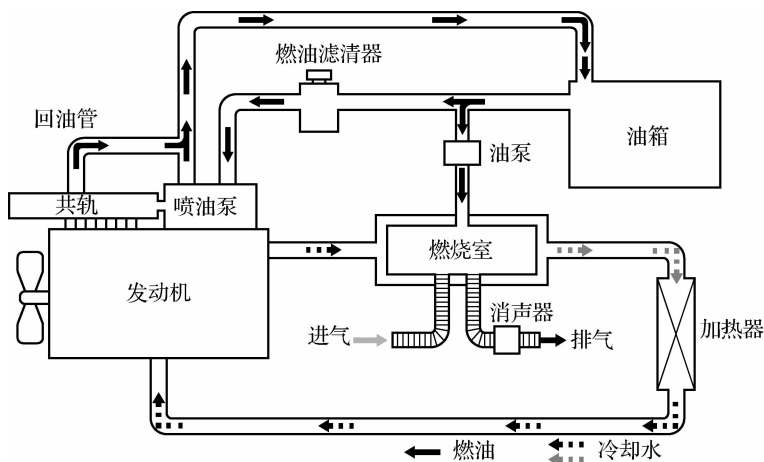 燃油滤清器
回油管
油箱
油泵
共轨
喷油泵
燃烧室
发动机
消声器
进气
排气
加热器
燃油
冷却水